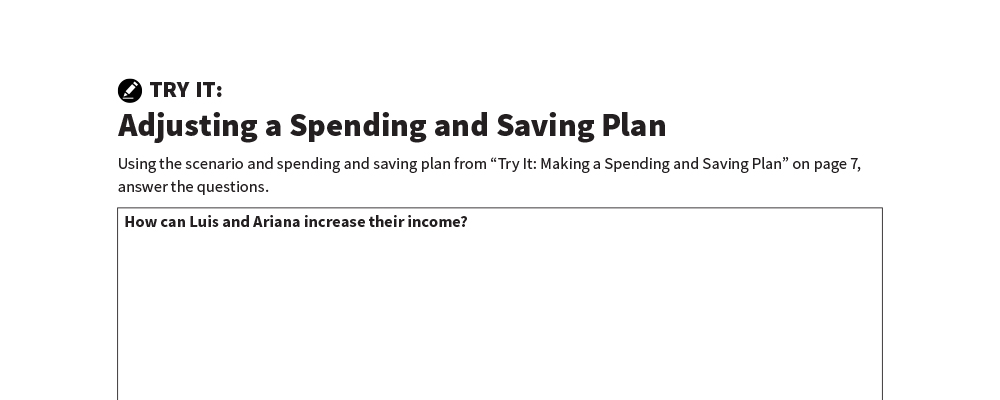 TRY IT:
Adjusting a Spending and Saving Plan
Using the scenario and spending and saving plan from “Try It: Making a Spending and Saving Plan” on page 7,
answer the questions.
How can Luis and Ariana increase their income?